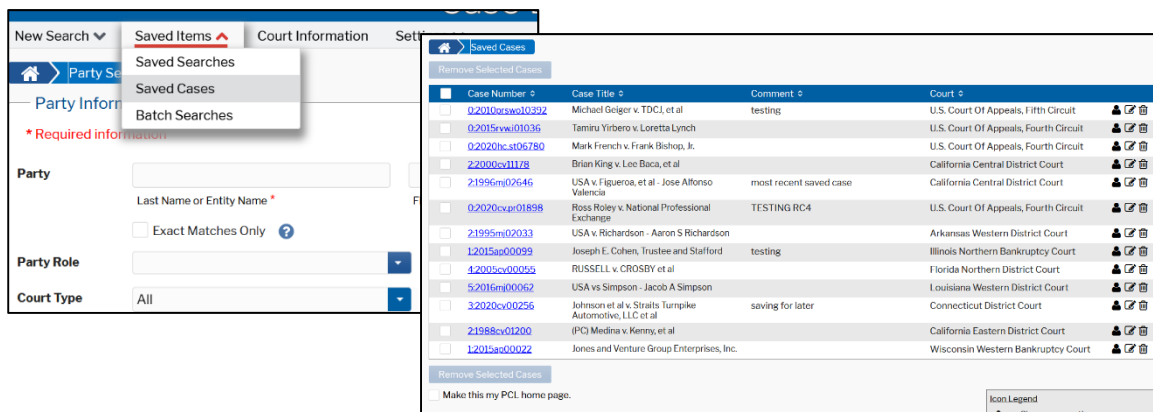 New Search Saved Items Court Information
Saved Searches
Saved Cases
Batch Searches
Party
Party
* Required information
Party
Last Name or Entity Name *
Exact Matches Only ?
Party Role
Court Type All
Saved Cases
Remove Selected Cases
Case Number Case Title Comment Court
0:2010prswo10392 Michael Geiger v. TDCJ, et al testing U.S. Court Of Appeals, Fifth Circuit
0:2015rvw.i01036 Tamiru Yirbero v. Loretta Lynch U.S. Court Of Appeals, Fourth Circuit
0:2020hc.st06780 Mark French v. Frank Bishop, Jr. U.S. Court Of Appeals, Fourth Circuit
2:2000cv11178 Brian King v. Lee Baca, et al California Central District Court
2:1996mj02646 USA v. Figueroa, et al - Jose Alfonso most recent saved case California Central District Court
Valencia
0:2020cv.pr01898 Ross Roley v. National Professional TESTING RC4 U.S. Court Of Appeals, Fourth Circuit
Exchange
2:1995mj02033 USA v. Richardson - Aaron S Richardson Arkansas Western District Court
1:2015ap00099 Joseph E. Cohen, Trustee and Stafford testing Illinois Northern Bankruptcy Court
4:2005cv00055 RUSSELL v. CROSBY et al Florida Northern District Court
5:2016mj00062 USA vs Simpson - Jacob A Simpson Louisiana Western District Court
3:2020cv00256 Johnson et al v. Straits Turnpike saving for later Connecticut District Court
Automotive, LLC et al
2:1988cv01200 (PC) Medina v. Kenny, et al California Eastern District Court
1:2015ap00022 Jones and Venture Group Enterprises, Inc. Wisconsin Western Bankruptcy Court
Remove Selected Cases
Make this my PCL home page.
Icon Legend